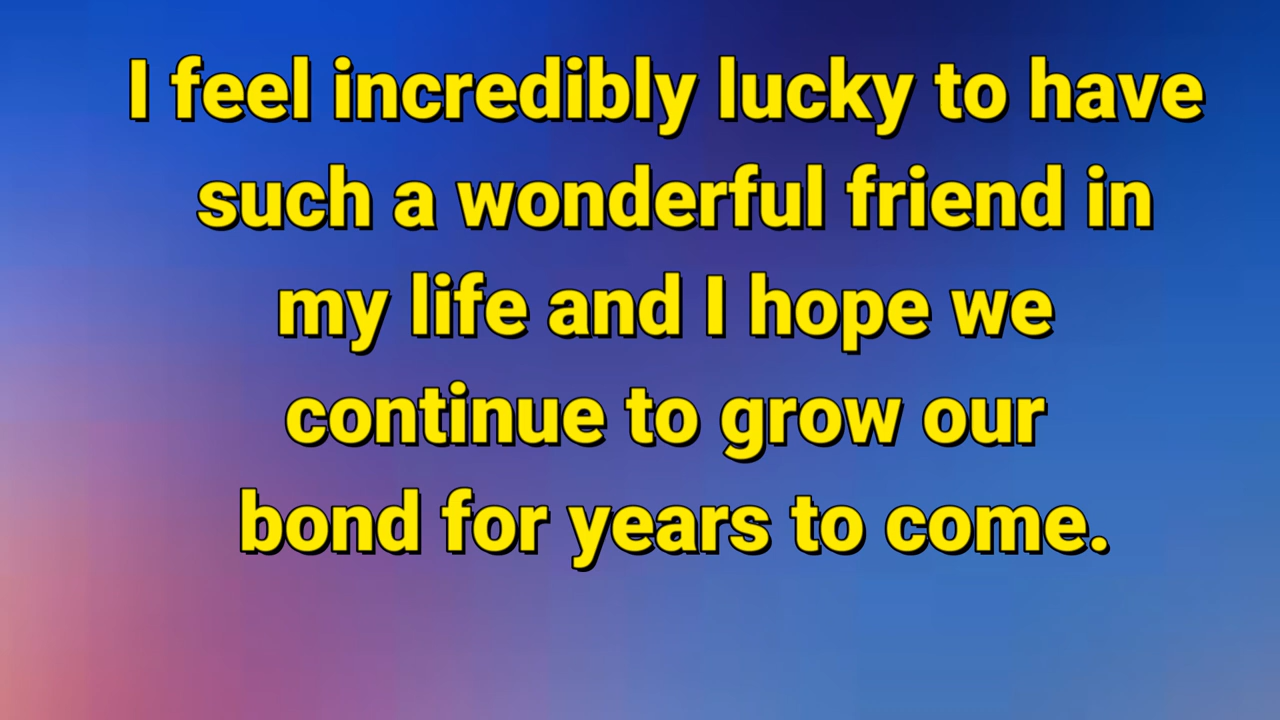 I feel incredibly lucky to have
such a wonderful friend in
my life and I hope we
continue to grow our
bond for years to come.